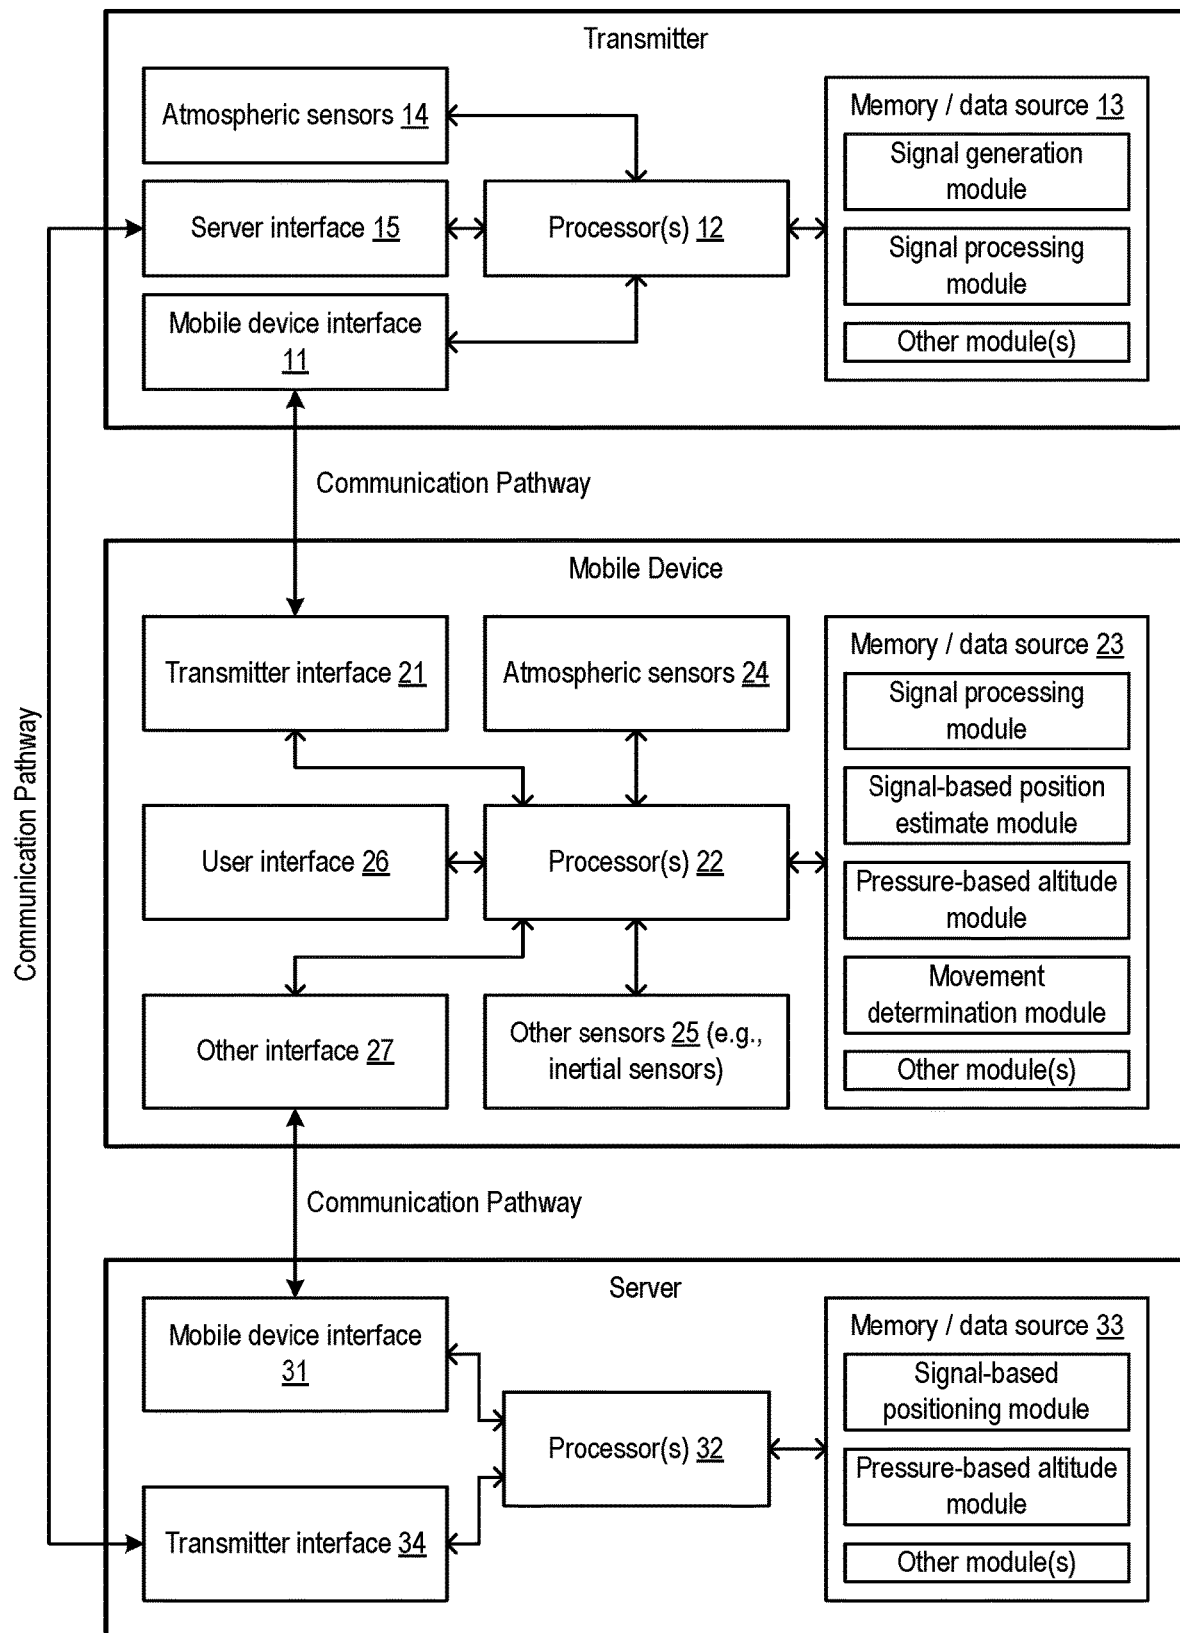 Transmitter
Atmospheric sensors 14
Server interface 15
Mobile device interface
11
Processor(s) 12
Memory / data source 13
Signal generation
module
Signal processing
module
Other module(s)
Communication Pathway
Communication Pathway
Mobile Device
Transmitter interface 21
Atmospheric sensors 24
User interface 26
Processor(s) 22
Other interface 27
Other sensors 25 (e.g.,
inertial sensors)
Memory / data source 23
Signal processing
module
Signal-based position
estimate module
Pressure-based altitude
module
Movement
determination module
Other module(s)
Communication Pathway
Server
Mobile device interface
31
Transmitter interface 34
Processor(s) 32
Memory / data source 33
Signal-based
positioning module
Pressure-based altitude
module
Other module(s)